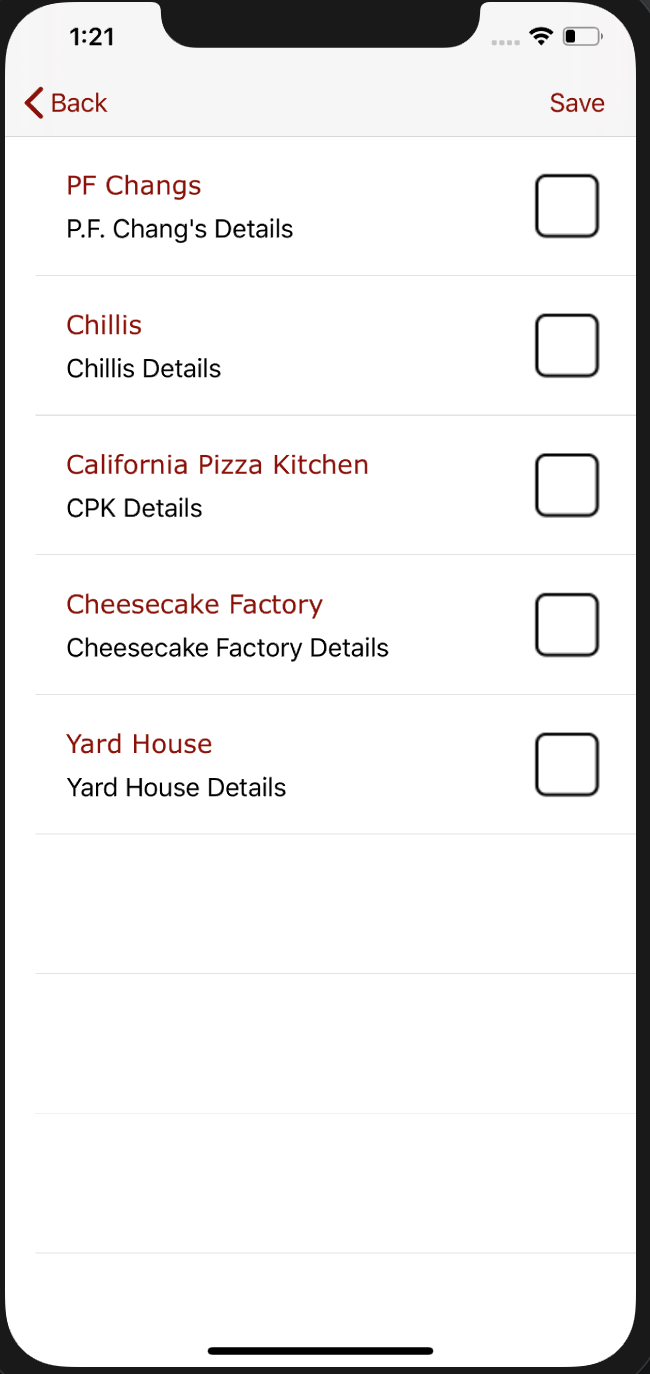 1:21
Back
Save
PF Changs
P.F. Chang's Details
Chillis
Chillis Details
California Pizza Kitchen
CPK Details
Cheesecake Factory
Cheesecake Factory Details
Yard House
Yard House Details